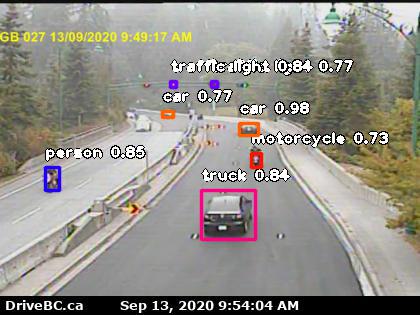 GB 027 13/09/2020 9:49:17 AM
traffic light 0.84 0.77
car 0.77
car 0.98
motorcycle 0.73
person 0.85
truck 0.84
DriveBC.ca Sep 13, 2020 9:54:04 AM